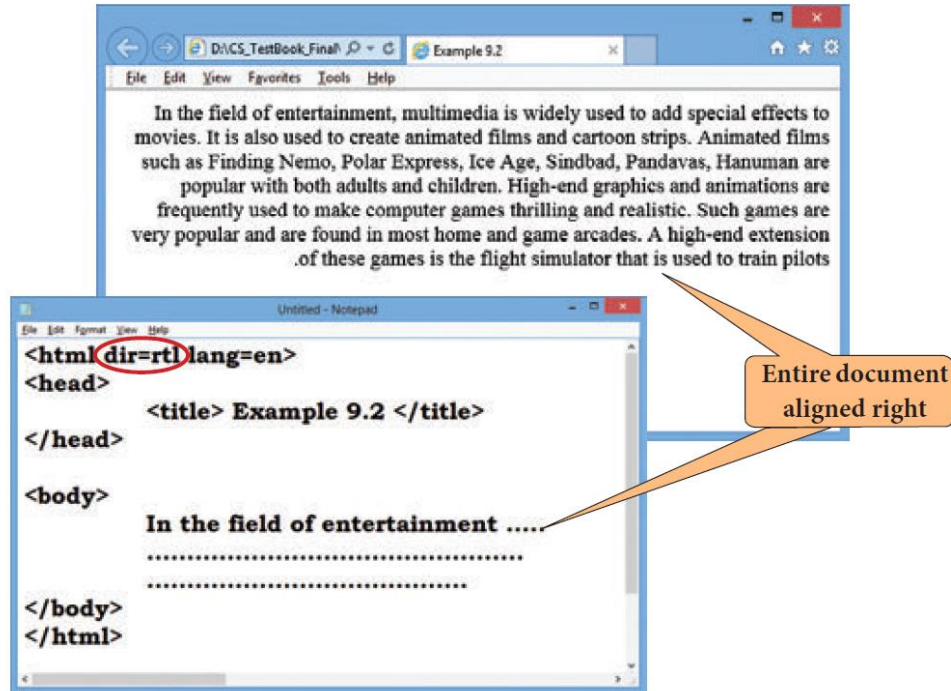 D:\CS_TestBook_Final\
Example 9.2
File Edit View Favorites Tools Help
In the field of entertainment, multimedia is widely used to add special effects to
movies. It is also used to create animated films and cartoon strips. Animated films
such as Finding Nemo, Polar Express, Ice Age, Sindbad, Pandavas, Hanuman are
popular with both adults and children. High-end graphics and animations are
frequently used to make computer games thrilling and realistic. Such games are
very popular and are found in most home and game arcades. A high-end extension
.of these games is the flight simulator that is used to train pilots
Untitled - Notepad
File Edit Format View Help
<html dir=rtl lang=en>
<head>
<title> Example 9.2 </title>
</head>
<body>
In the field of entertainment .....
...............................................
........................................
</body>
</html>
Entire document
aligned right